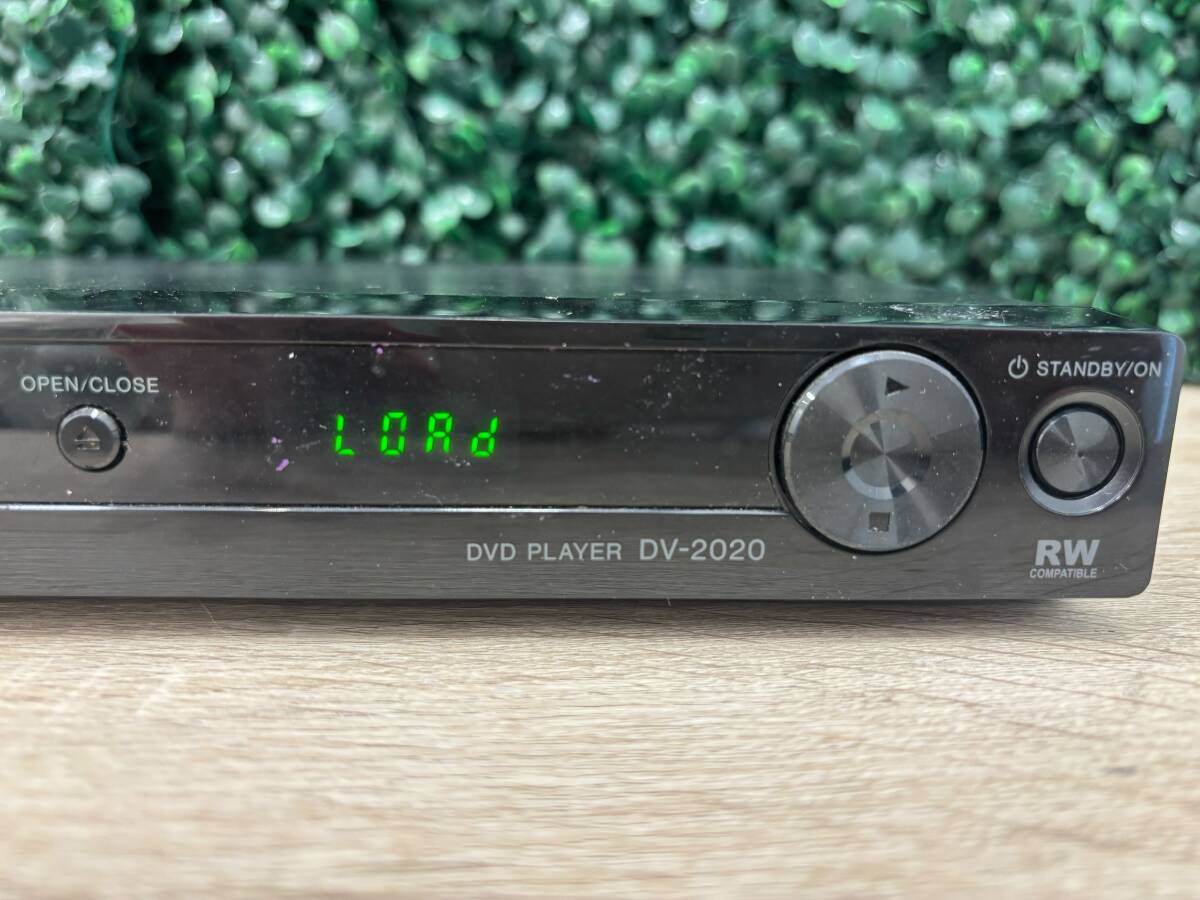 OPEN/CLOSE
LOAd
STANDBY/ON
DVD PLAYER DV-2020
RW
COMPATIBLE